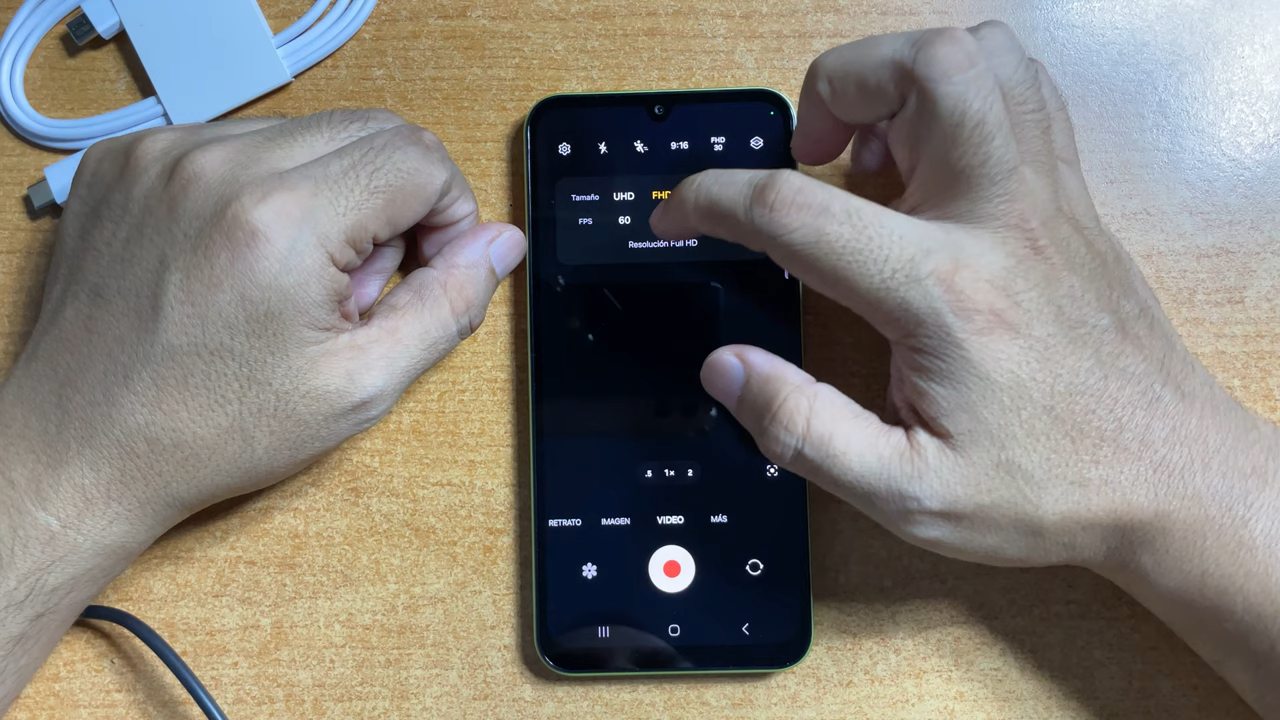 9:16
FHD
30
Tamaño UHD FHD
FPS 60
Resolución Full HD
.5 1× 2
RETRATO IMAGEN VIDEO MÁS